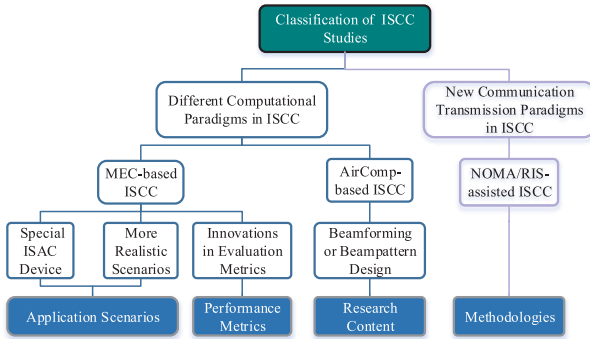 Classification of ISCC
Studies
Different Computational
Paradigms in ISCC
New Communication
Transmission Paradigms
in ISCC
MEC-based
ISCC
AirComp-
based ISCC
NOMA/RIS-
assisted ISCC
Special
ISAC
Device
More
Realistic
Scenarios
Innovations
in Evaluation
Metrics
Beamforming
or Beampattern
Design
Application Scenarios
Performance
Metrics
Research
Content
Methodologies